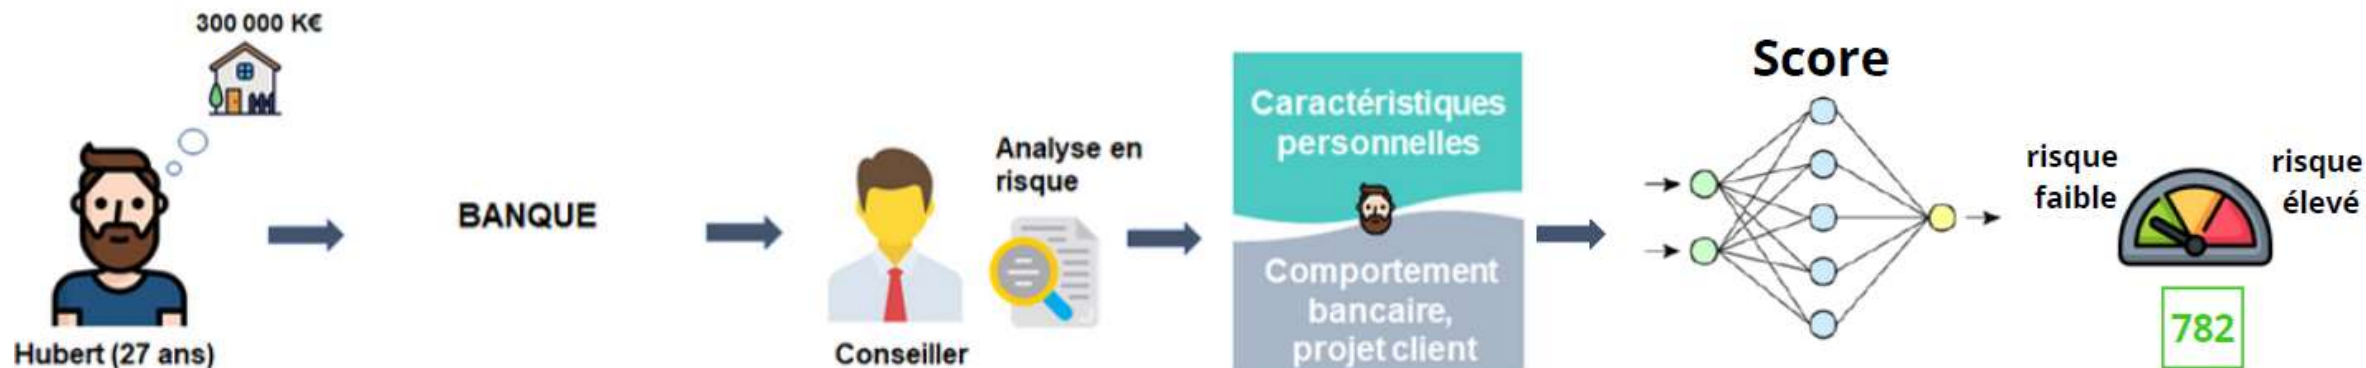 300 000 K€
Hubert (27 ans)
BANQUE
Conseiller
Analyse en
risque
Caractéristiques
personnelles
Comportement
bancaire,
projet client
Score
risque
faible
risque
élevé
782